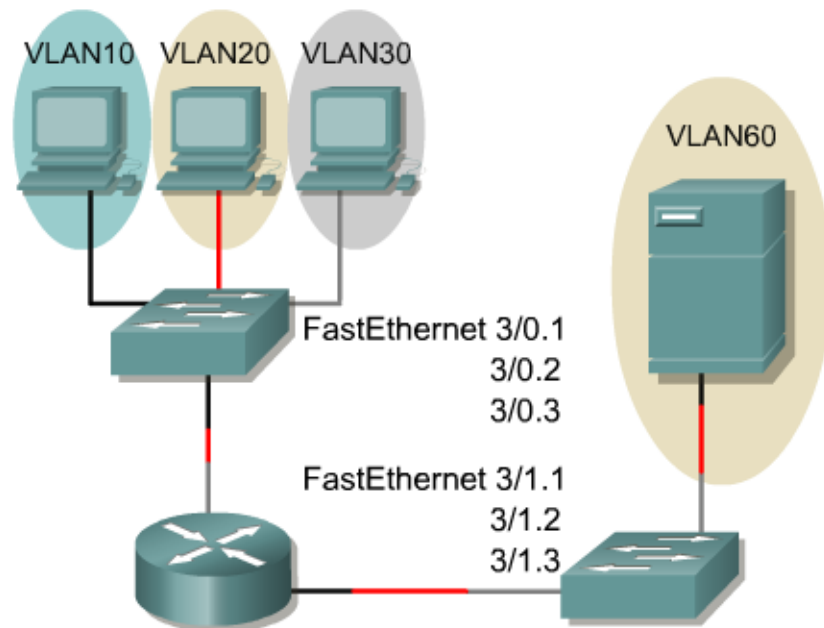 VLAN10
VLAN20
VLAN30
VLAN60
FastEthernet 3/0.1
3/0.2
3/0.3
FastEthernet 3/1.1
3/1.2
3/1.3